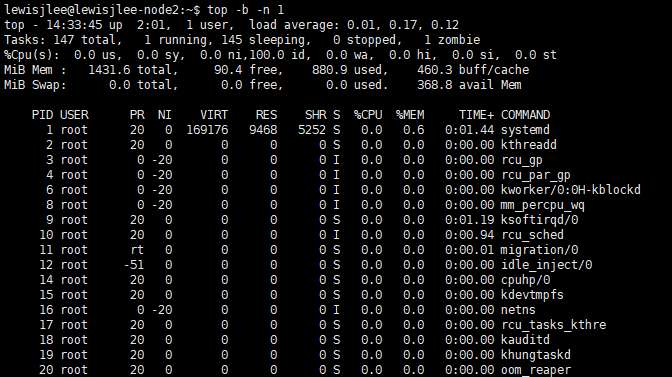 lewisjlee@lewisjlee-node2:~$ top -b -n 1
top - 14:33:45 up  2:01,  1 user,  load average: 0.01, 0.17, 0.12
Tasks: 147 total,   1 running, 145 sleeping,   0 stopped,   1 zombie
%Cpu(s):  0.0 us,  0.0 sy,  0.0 ni,100.0 id,  0.0 wa,  0.0 hi,  0.0 si,  0.0 st
MiB Mem :   1431.6 total,     90.4 free,    880.9 used,    460.3 buff/cache
MiB Swap:      0.0 total,      0.0 free,      0.0 used.    368.8 avail Mem
PID USER      PR  NI    VIRT    RES    SHR S  %CPU  %MEM     TIME+ COMMAND
1 root      20   0  169176   9468   5252 S   0.0   0.6   0:01.44 systemd
2 root      20   0       0      0      0 S   0.0   0.0   0:00.00 kthreadd
3 root       0 -20       0      0      0 I   0.0   0.0   0:00.00 rcu_gp
4 root       0 -20       0      0      0 I   0.0   0.0   0:00.00 rcu_par_gp
6 root       0 -20       0      0      0 I   0.0   0.0   0:00.00 kworker/0:0H-kblockd
8 root       0 -20       0      0      0 I   0.0   0.0   0:00.00 mm_percpu_wq
9 root      20   0       0      0      0 S   0.0   0.0   0:01.19 ksoftirqd/0
10 root      20   0       0      0      0 I   0.0   0.0   0:00.94 rcu_sched
11 root      rt   0       0      0      0 S   0.0   0.0   0:00.01 migration/0
12 root     -51   0       0      0      0 S   0.0   0.0   0:00.00 idle_inject/0
14 root      20   0       0      0      0 S   0.0   0.0   0:00.00 cpuhp/0
15 root      20   0       0      0      0 S   0.0   0.0   0:00.00 kdevtmpfs
16 root       0 -20       0      0      0 I   0.0   0.0   0:00.00 netns
17 root      20   0       0      0      0 S   0.0   0.0   0:00.00 rcu_tasks_kthre
18 root      20   0       0      0      0 S   0.0   0.0   0:00.00 kauditd
19 root      20   0       0      0      0 S   0.0   0.0   0:00.00 khungtaskd
20 root      20   0       0      0      0 S   0.0   0.0   0:00.00 oom_reaper